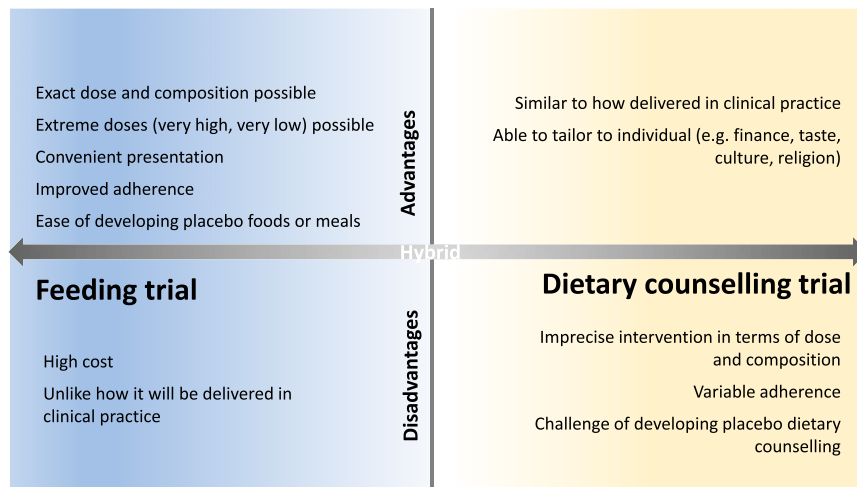 Exact dose and composition possible
Extreme doses (very high, very low) possible
Convenient presentation
Improved adherence
Ease of developing placebo foods or meals
Advantages
Similar to how delivered in clinical practice
Able to tailor to individual (e.g. finance, taste,
culture, religion)
Hybrid
Feeding trial
Dietary counselling trial
High cost
Unlike how it will be delivered in
clinical practice
Disadvantages
Imprecise intervention in terms of dose
and composition
Variable adherence
Challenge of developing placebo dietary
counselling